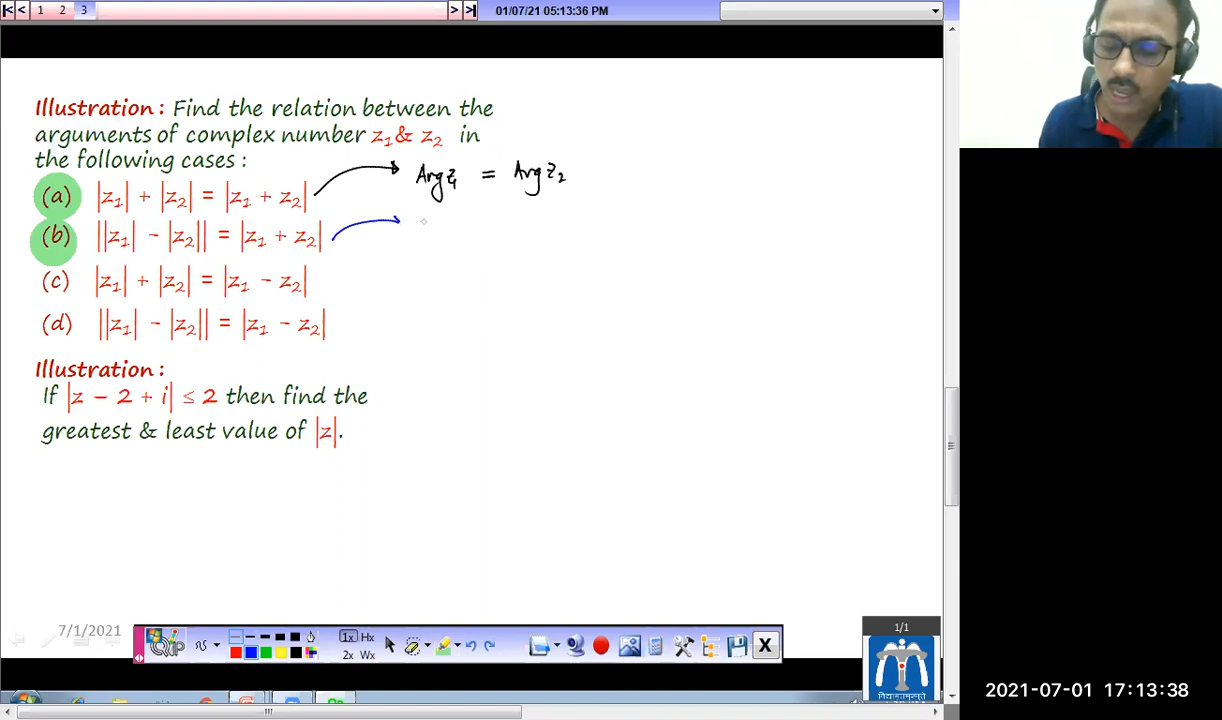 1 2 3
01/07/21 05:13:36 PM
Illustration : Find the relation between the
arguments of complex number z₁ & z₂ in
the following cases :
(a) |z₁| + |z₂| = |z₁ + z₂|
Arg z₁ = Arg z₂
(b) ||z₁| − |z₂|| = |z₁ + z₂|
(c) |z₁| + |z₂| = |z₁ − z₂|
(d) ||z₁| − |z₂|| = |z₁ − z₂|
Illustration :
If |z − 2 + i| ≤ 2 then find the
greatest & least value of |z|.
7/1/2021
1x Hx
2x Wx
X
1/1
2021-07-01 17:13:38